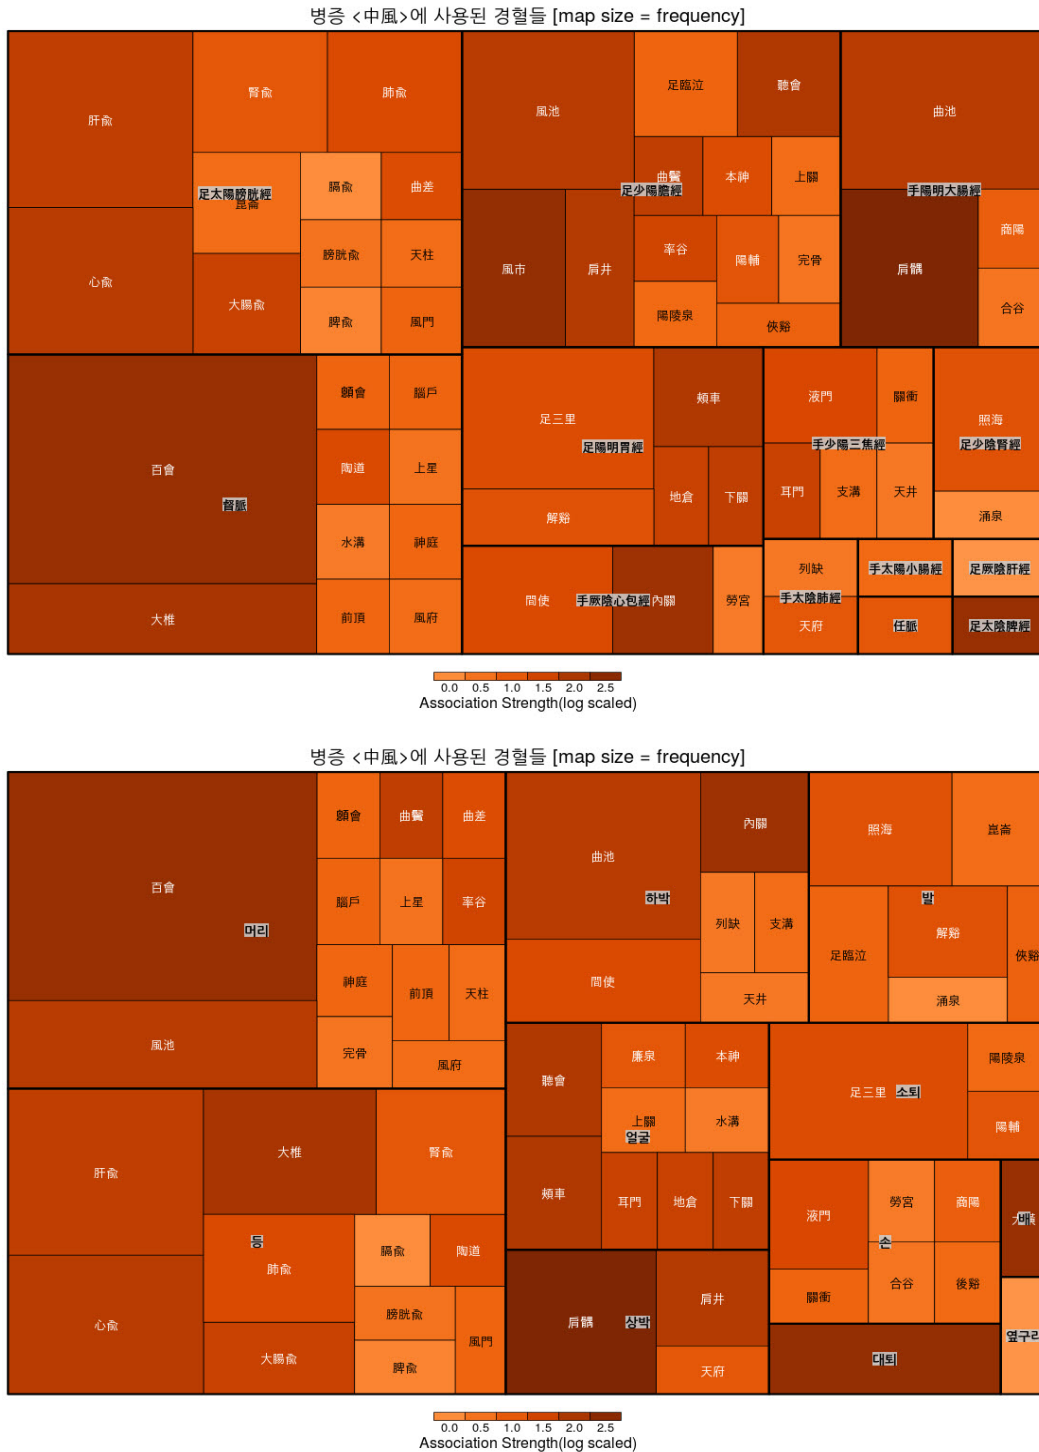 병증 <中風>에 사용된 경혈들 [map size = frequency]
肝兪
腎兪
肺兪
足太陽膀胱經
崑崙
膈兪
曲差
心兪
大腸兪
膀胱兪
天柱
脾兪
風門
風池
足臨泣
聽會
曲鬢
本神
上關
足少陽膽經
風市
肩井
率谷
陽輔
完骨
陽陵泉
俠谿
曲池
手陽明大腸經
肩髃
商陽
合谷
百會
督脈
大椎
顖會
腦戶
陶道
上星
水溝
神庭
前頂
風府
足三里
頰車
足陽明胃經
解谿
地倉
下關
液門
關衝
手少陽三焦經
耳門
支溝
天井
照海
足少陰腎經
涌泉
間使
手厥陰心包經
內關
勞宮
列缺
手太陰肺經
天府
手太陽小腸經
足厥陰肝經
任脈
足太陰脾經
0.0 0.5 1.0 1.5 2.0 2.5
Association Strength(log scaled)
병증 <中風>에 사용된 경혈들 [map size = frequency]
百會
머리
風池
顖會
曲鬢
曲差
腦戶
上星
率谷
神庭
前頂
天柱
完骨
風府
曲池
內關
하박
列缺
支溝
間使
天井
照海
崑崙
발
足臨泣
解谿
俠谿
涌泉
肝兪
大椎
腎兪
등
肺兪
膈兪
陶道
心兪
大腸兪
膀胱兪
風門
脾兪
聽會
廉泉
本神
上關
水溝
얼굴
頰車
耳門
地倉
下關
足三里
소퇴
陽陵泉
陽輔
液門
勞宮
商陽
손
關衝
合谷
後谿
배
肩髃
상박
肩井
天府
대퇴
옆구리
0.0 0.5 1.0 1.5 2.0 2.5
Association Strength(log scaled)